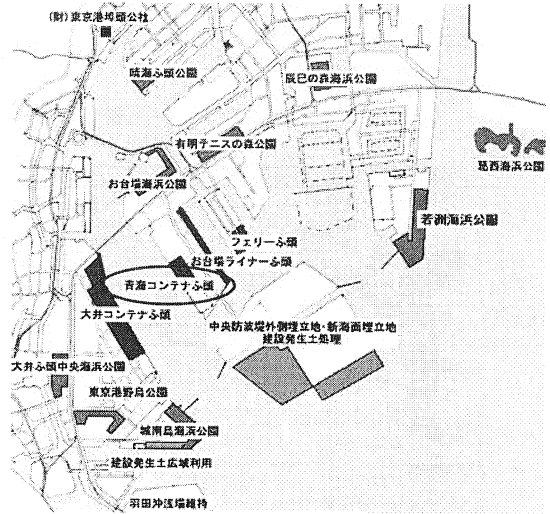 (財)東京港埠頭公社
晴海ふ頭公園
辰巳の森海浜公園
有明テニスの森公園
葛西海浜公園
お台場海浜公園
若洲海浜公園
フェリーふ頭
お台場ライナーふ頭
青海コンテナふ頭
大井コンテナふ頭
中央防波堤外側埋立地・新海面埋立地
建設発生土処理
大井ふ頭中央海浜公園
東京港野鳥公園
城南島海浜公園
建設発生土広域利用
羽田沖浅場維持